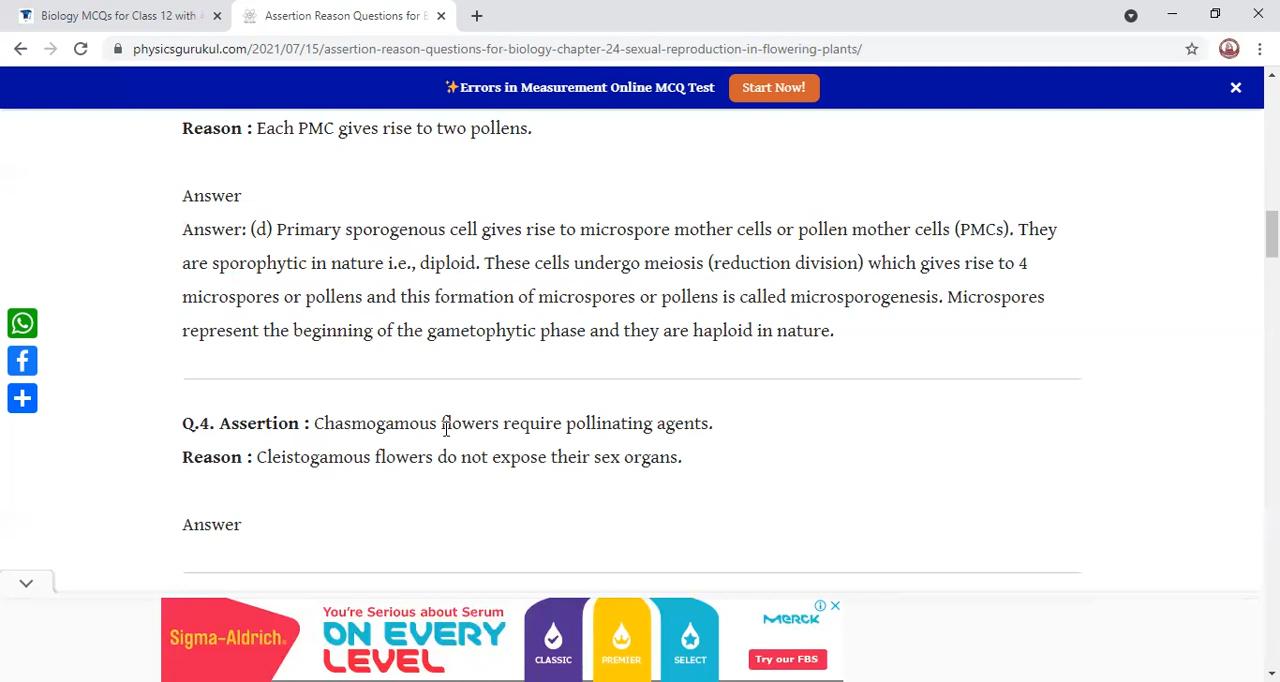 Biology MCQs for Class 12 with
Assertion Reason Questions for B
physicsgurukul.com/2021/07/15/assertion-reason-questions-for-biology-chapter-24-sexual-reproduction-in-flowering-plants/
✨Errors in Measurement Online MCQ Test
Start Now!
Reason : Each PMC gives rise to two pollens.
Answer
Answer: (d) Primary sporogenous cell gives rise to microspore mother cells or pollen mother cells (PMCs). They
are sporophytic in nature i.e., diploid. These cells undergo meiosis (reduction division) which gives rise to 4
microspores or pollens and this formation of microspores or pollens is called microsporogenesis. Microspores
represent the beginning of the gametophytic phase and they are haploid in nature.
Q.4. Assertion : Chasmogamous flowers require pollinating agents.
Reason : Cleistogamous flowers do not expose their sex organs.
Answer
Sigma-Aldrich.
You're Serious about Serum
ON EVERY
LEVEL
CLASSIC
PREMIER
SELECT
MERCK
Try our FBS